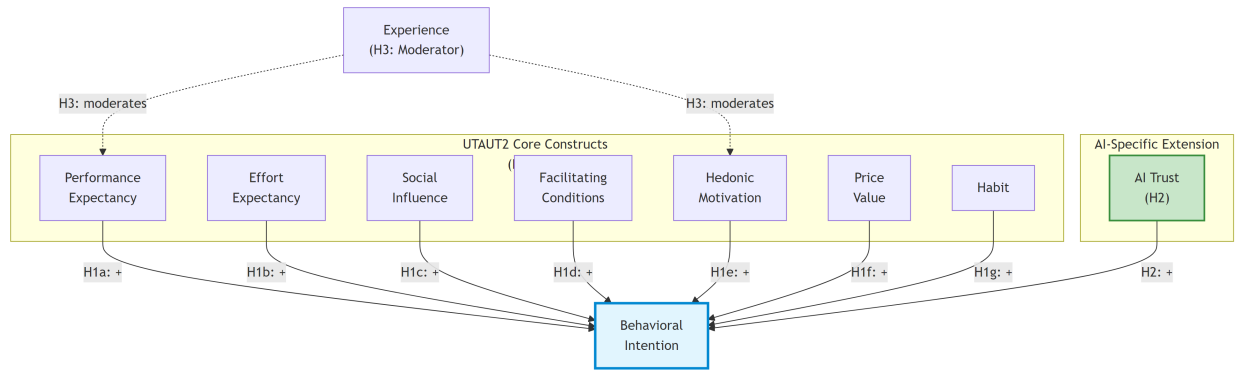 Experience
(H3: Moderator)
H3: moderates
H3: moderates
UTAUT2 Core Constructs
AI-Specific Extension
Performance
Expectancy
Effort
Expectancy
Social
Influence
Facilitating
Conditions
Hedonic
Motivation
Price
Value
Habit
AI Trust
(H2)
H1a: +
H1b: +
H1c: +
H1d: +
H1e: +
H1f: +
H1g: +
H2: +
Behavioral
Intention